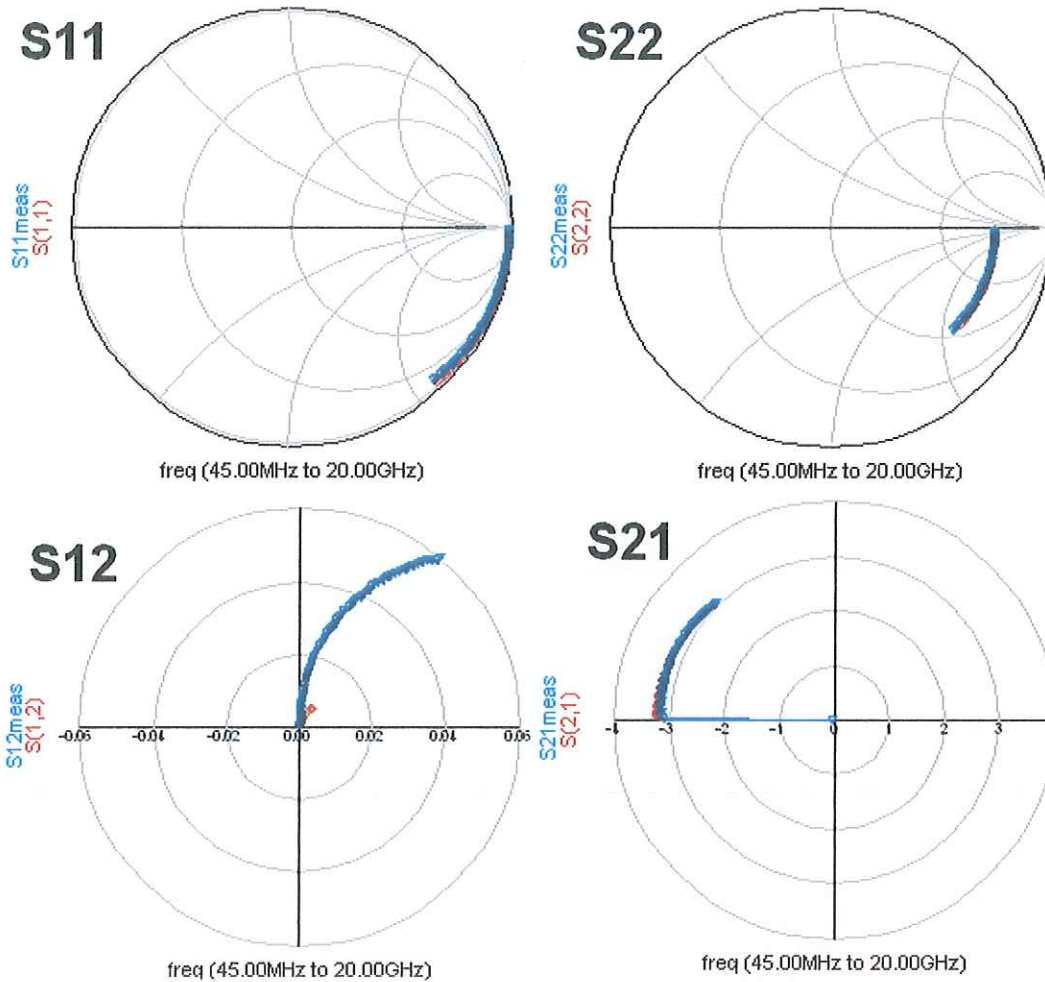 S11
S22
S11meas
S(1,1)
S22meas
S(2,2)
freq (45.00MHz to 20.00GHz)
freq (45.00MHz to 20.00GHz)
S12
S21
S12meas
S(1,2)
-0.06 -0.04 -0.02 0.00 0.02 0.04 0.06
S21meas
S(2,1)
-4 -3 -2 -1 0 1 2 3
freq (45.00MHz to 20.00GHz)
freq (45.00MHz to 20.00GHz)